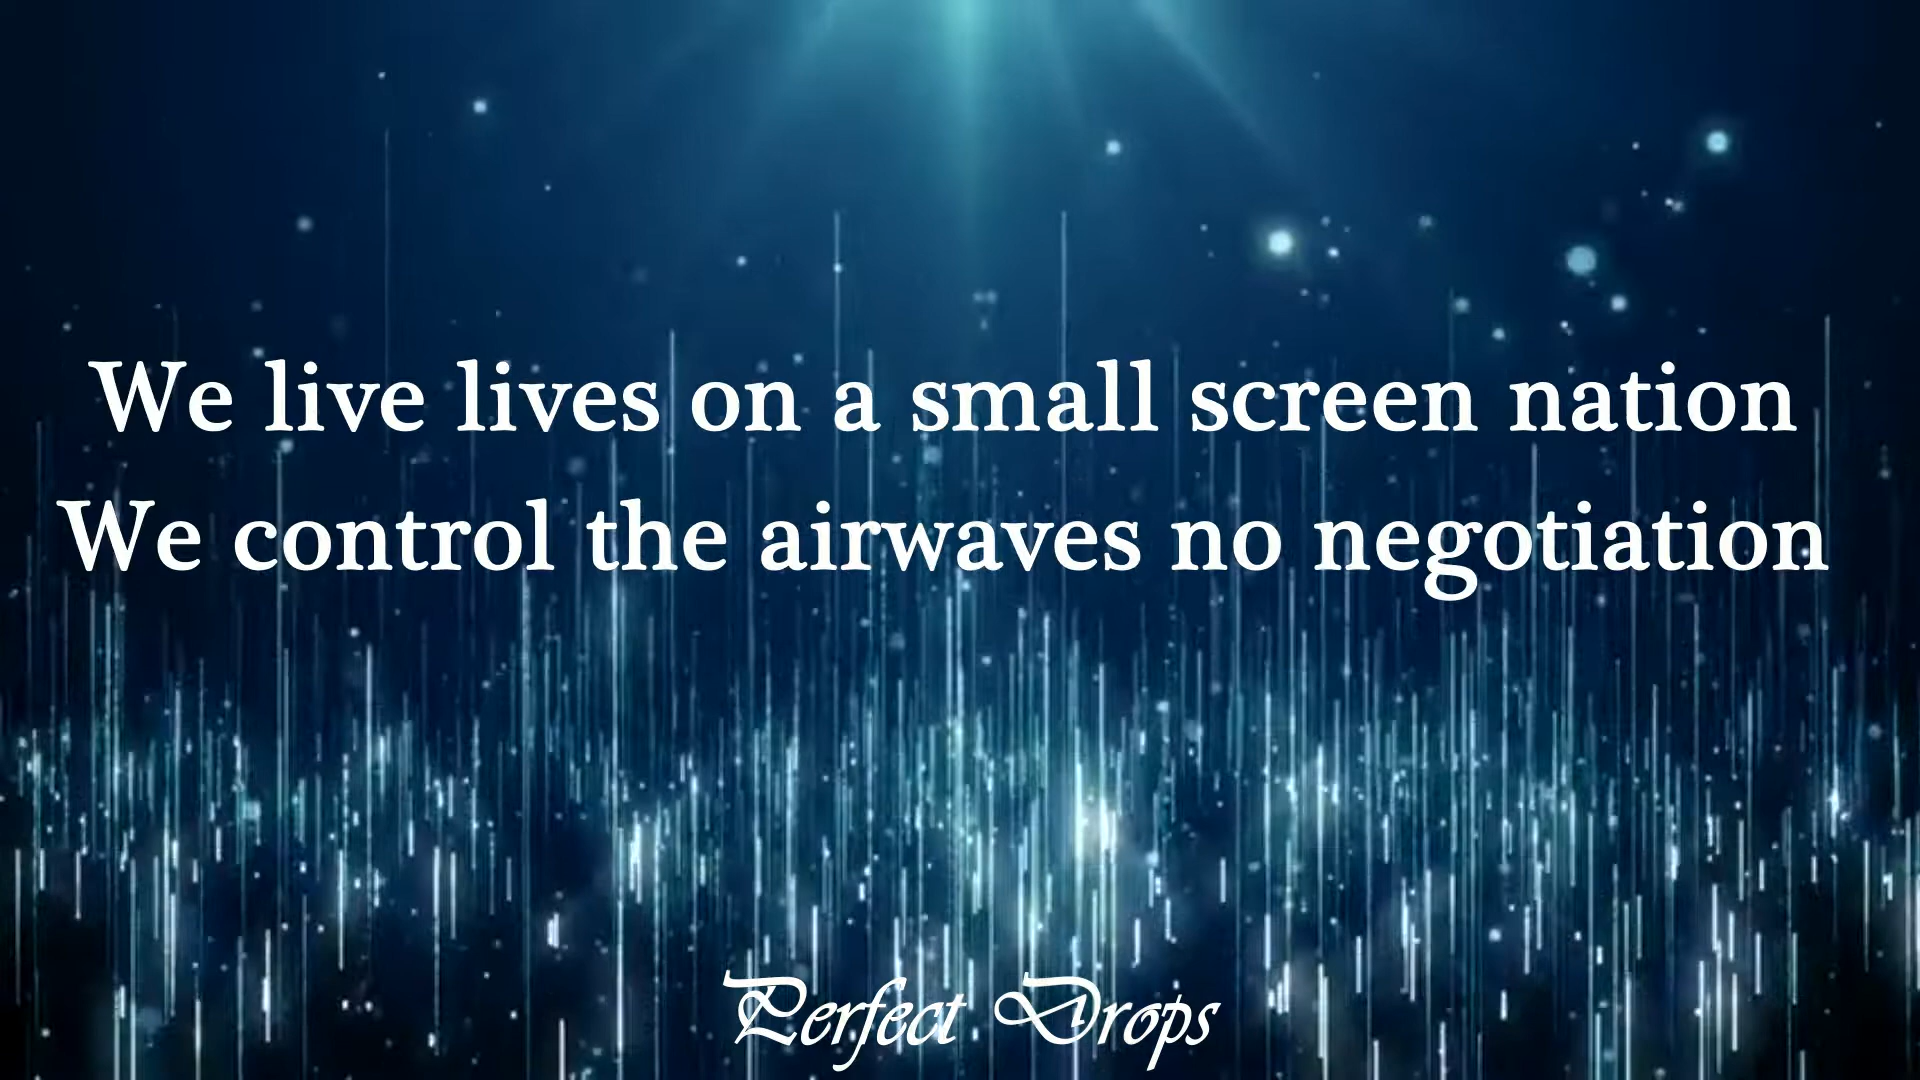 We live lives on a small screen nation
We control the airwaves no negotiation
Perfect Drops